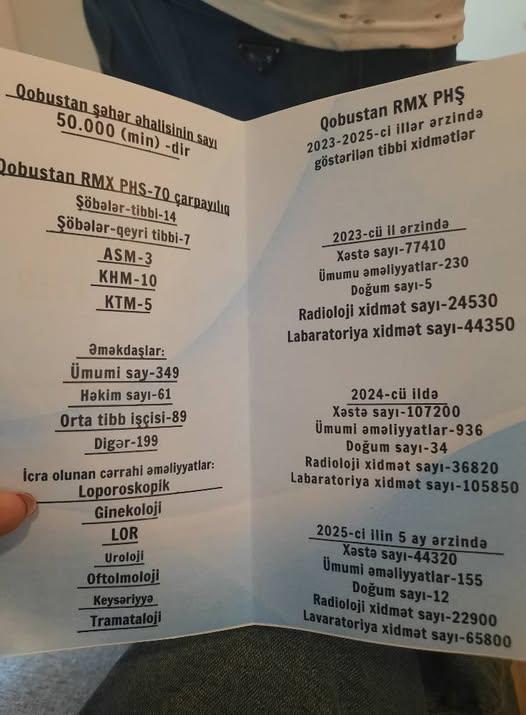 Qobustan şəhər əhalisinin sayı
50.000 (min) -dir
Qobustan RMX PHS-70 çarpayılıq
Şöbələr-tibbi-14
Şöbələr-qeyri tibbi-7
ASM-3
KHM-10
KTM-5
Əməkdaşlar:
Ümumi say-349
Həkim sayı-61
Orta tibb işçisi-89
Digər-199
İcra olunan cərrahi əməliyyatlar:
Loporoskopik
Ginekoloji
LOR
Uroloji
Oftolmoloji
Keysəriyyə
Tramataloji
Qobustan RMX PHŞ
2023-2025-ci illər ərzində
göstərilən tibbi xidmətlər
2023-cü il ərzində
Xəstə sayı-77410
Ümumu əməliyyatlar-230
Doğum sayı-5
Radioloji xidmət sayı-24530
Labaratoriya xidmət sayı-44350
2024-cü ildə
Xəstə sayı-107200
Ümumi əməliyyatlar-936
Doğum sayı-34
Radioloji xidmət sayı-36820
Labaratoriya xidmət sayı-105850
2025-ci ilin 5 ay ərzində
Xəstə sayı-44320
Ümumi əməliyyatlar-155
Doğum sayı-12
Radioloji xidmət sayı-22900
Lavaratoriya xidmət sayı-65800